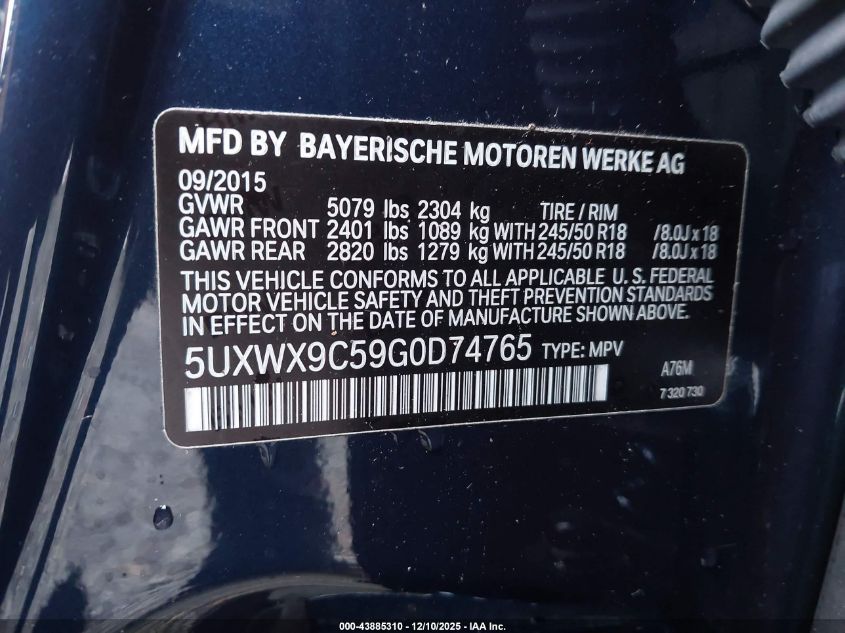 MFD BY BAYERISCHE MOTOREN WERKE AG
09/2015
GVWR 5079 lbs 2304 kg TIRE / RIM
GAWR FRONT 2401 lbs 1089 kg WITH 245/50 R18 /8.0J x 18
GAWR REAR 2820 lbs 1279 kg WITH 245/50 R18 /8.0J x 18
THIS VEHICLE CONFORMS TO ALL APPLICABLE U. S. FEDERAL
MOTOR VEHICLE SAFETY AND THEFT PREVENTION STANDARDS
IN EFFECT ON THE DATE OF MANUFACTURE SHOWN ABOVE.
5UXWX9C59G0D74765 TYPE: MPV A76M
7 320 730
000-43885310 - 12/10/2025 - IAA Inc.